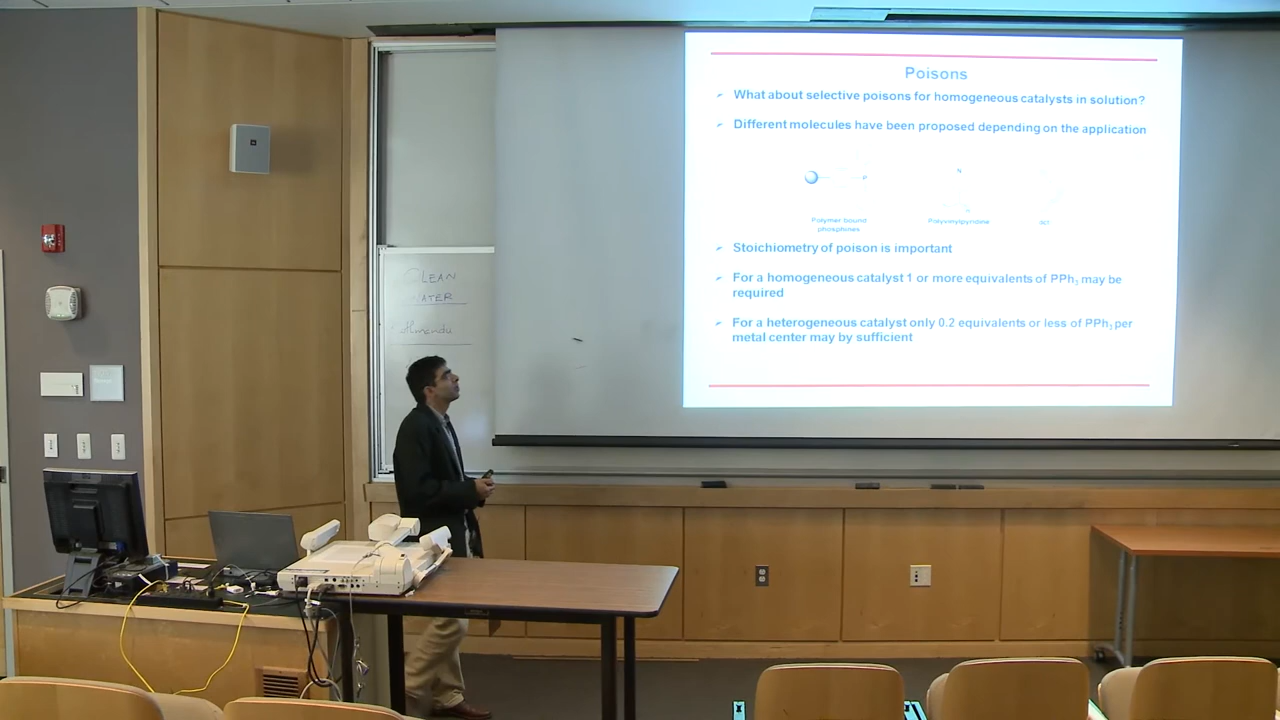 Poisons
What about selective poisons for homogeneous catalysts in solution?
Different molecules have been proposed depending on the application
P
N
Polymer bound
phosphines
Polyvinylpyridine
dct
Stoichiometry of poison is important
For a homogeneous catalyst 1 or more equivalents of PPh₃ may be
required
For a heterogeneous catalyst only 0.2 equivalents or less of PPh₃ per
metal center may by sufficient
CLEAN
WATER